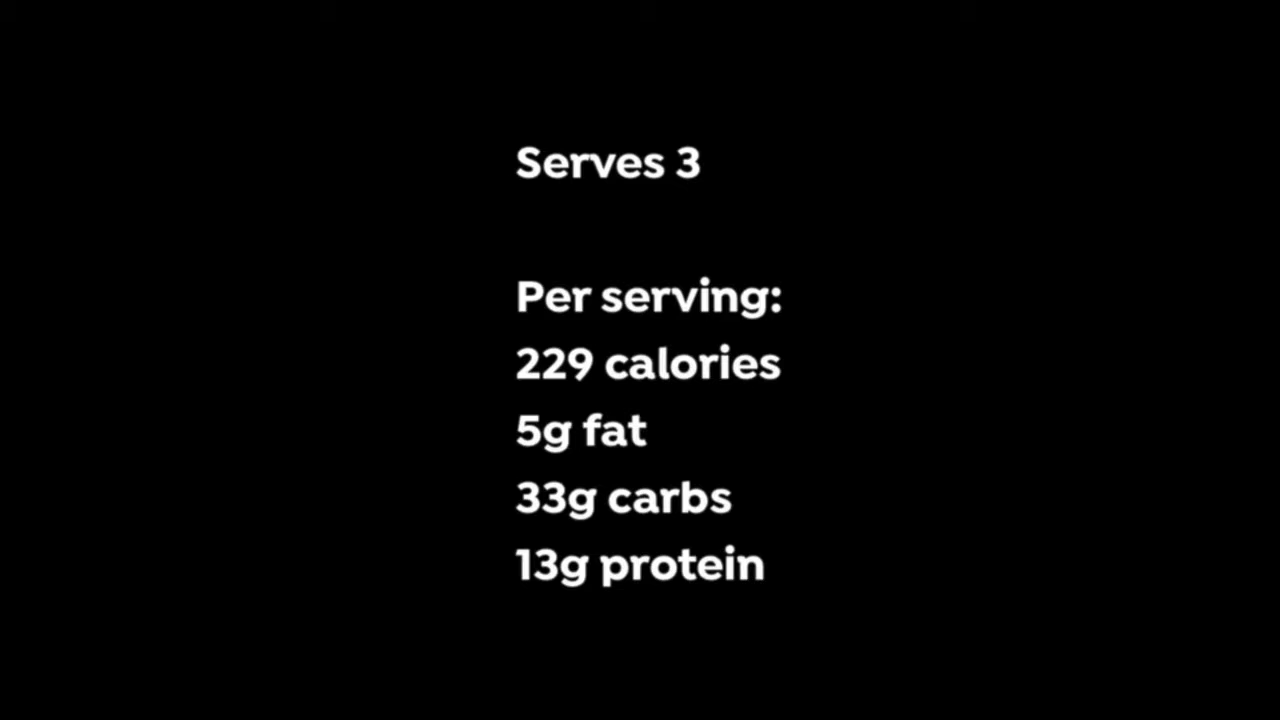 Serves 3
Per serving:
229 calories
5g fat
33g carbs
13g protein